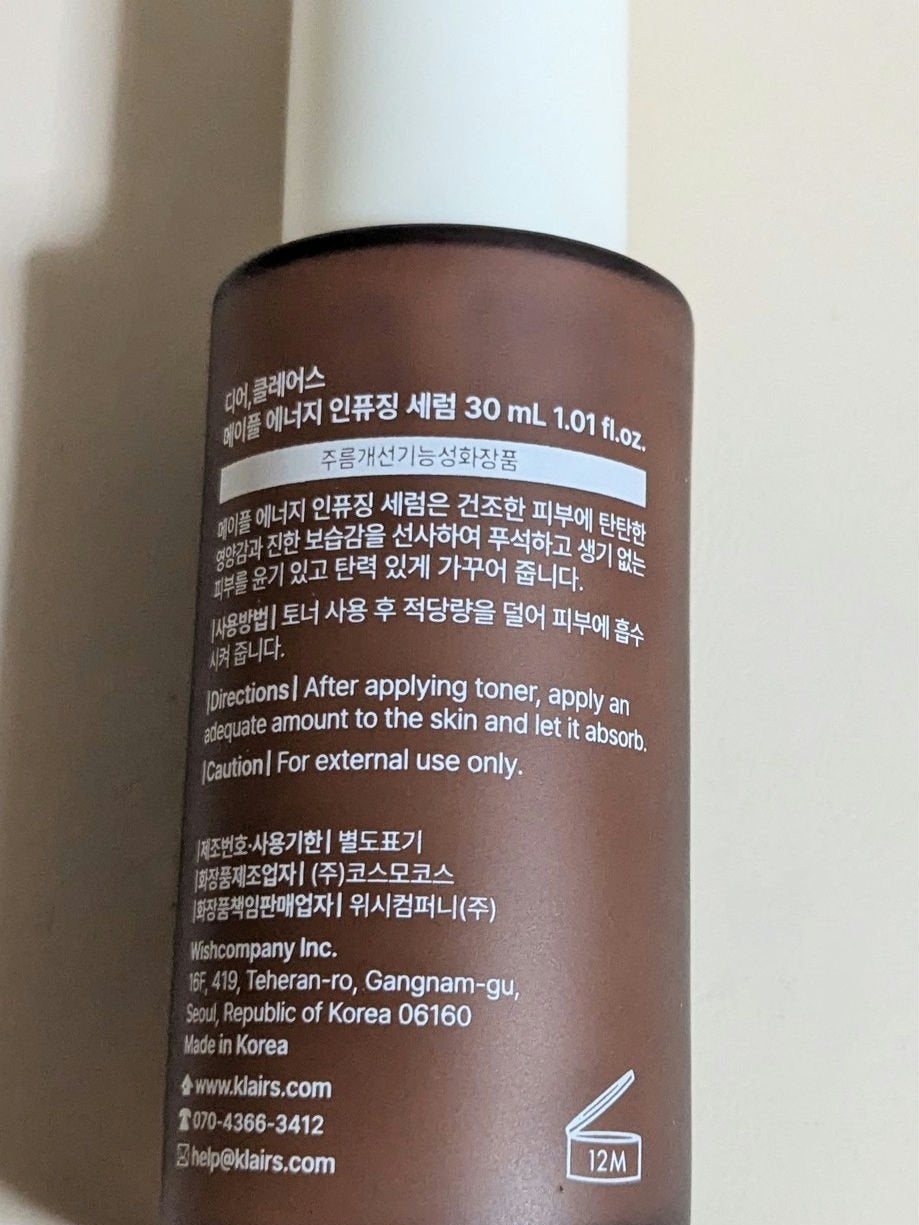 디어,클레어스
메이플 에너지 인퓨징 세럼 30 mL 1.01 fl.oz.
주름개선기능성화장품
메이플 에너지 인퓨징 세럼은 건조한 피부에 탄탄한
영양감과 진한 보습감을 선사하여 푸석하고 생기 없는
피부를 윤기 있고 탄력 있게 가꾸어 줍니다.
|사용방법| 토너 사용 후 적당량을 덜어 피부에 흡수
시켜 줍니다.
|Directions| After applying toner, apply an
adequate amount to the skin and let it absorb.
|Caution| For external use only.
|제조번호·사용기한| 별도표기
|화장품제조업자| (주)코스모코스
|화장품책임판매업자| 위시컴퍼니(주)
Wishcompany Inc.
16F, 419, Teheran-ro, Gangnam-gu,
Seoul, Republic of Korea 06160
Made in Korea
www.klairs.com
070-4366-3412
help@klairs.com
12M